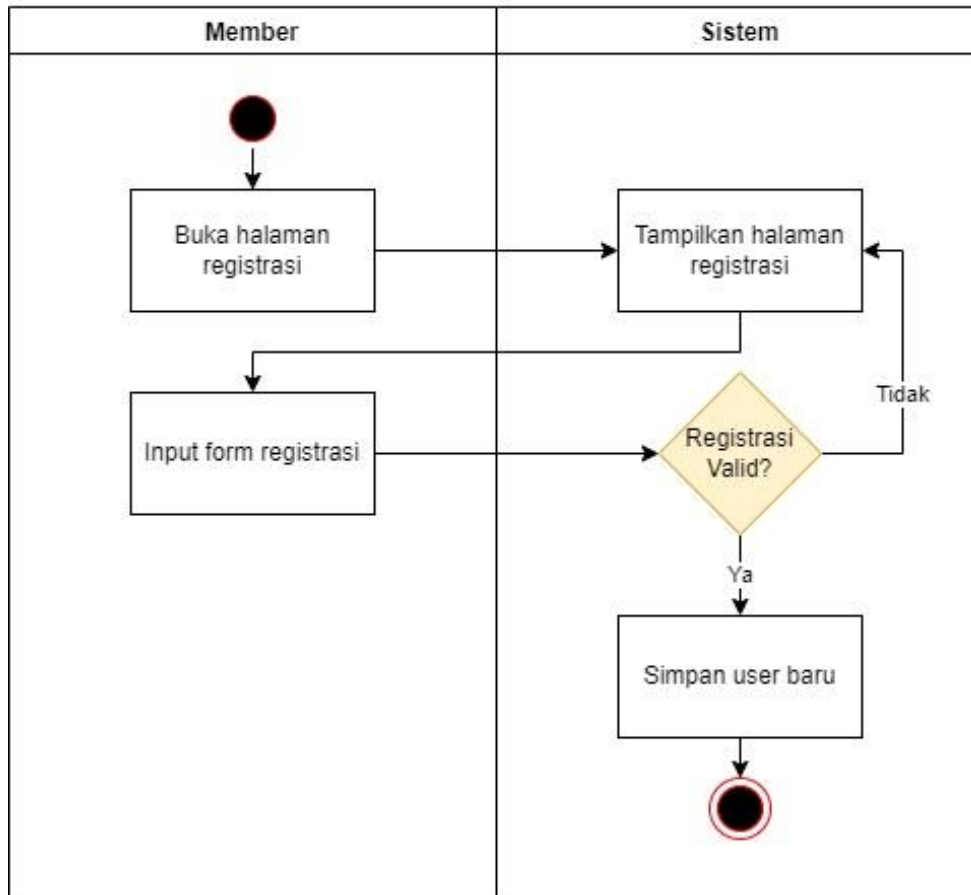 Member
Sistem
Buka halaman
registrasi
Tampilkan halaman
registrasi
Input form registrasi
Registrasi
Valid?
Tidak
Ya
Simpan user baru